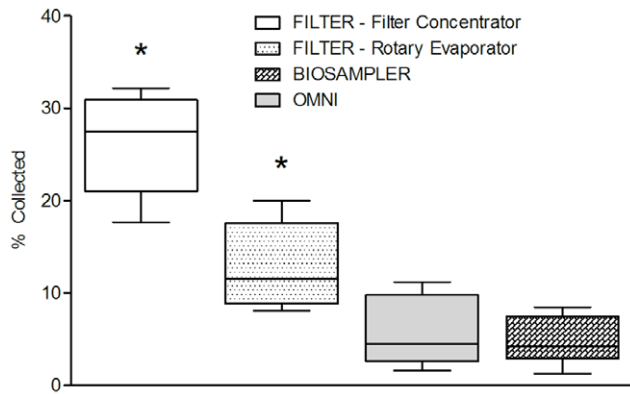 40
30
20
10
0
% Collected
FILTER - Filter Concentrator
FILTER - Rotary Evaporator
BIOSAMPLER
OMNI
*
*